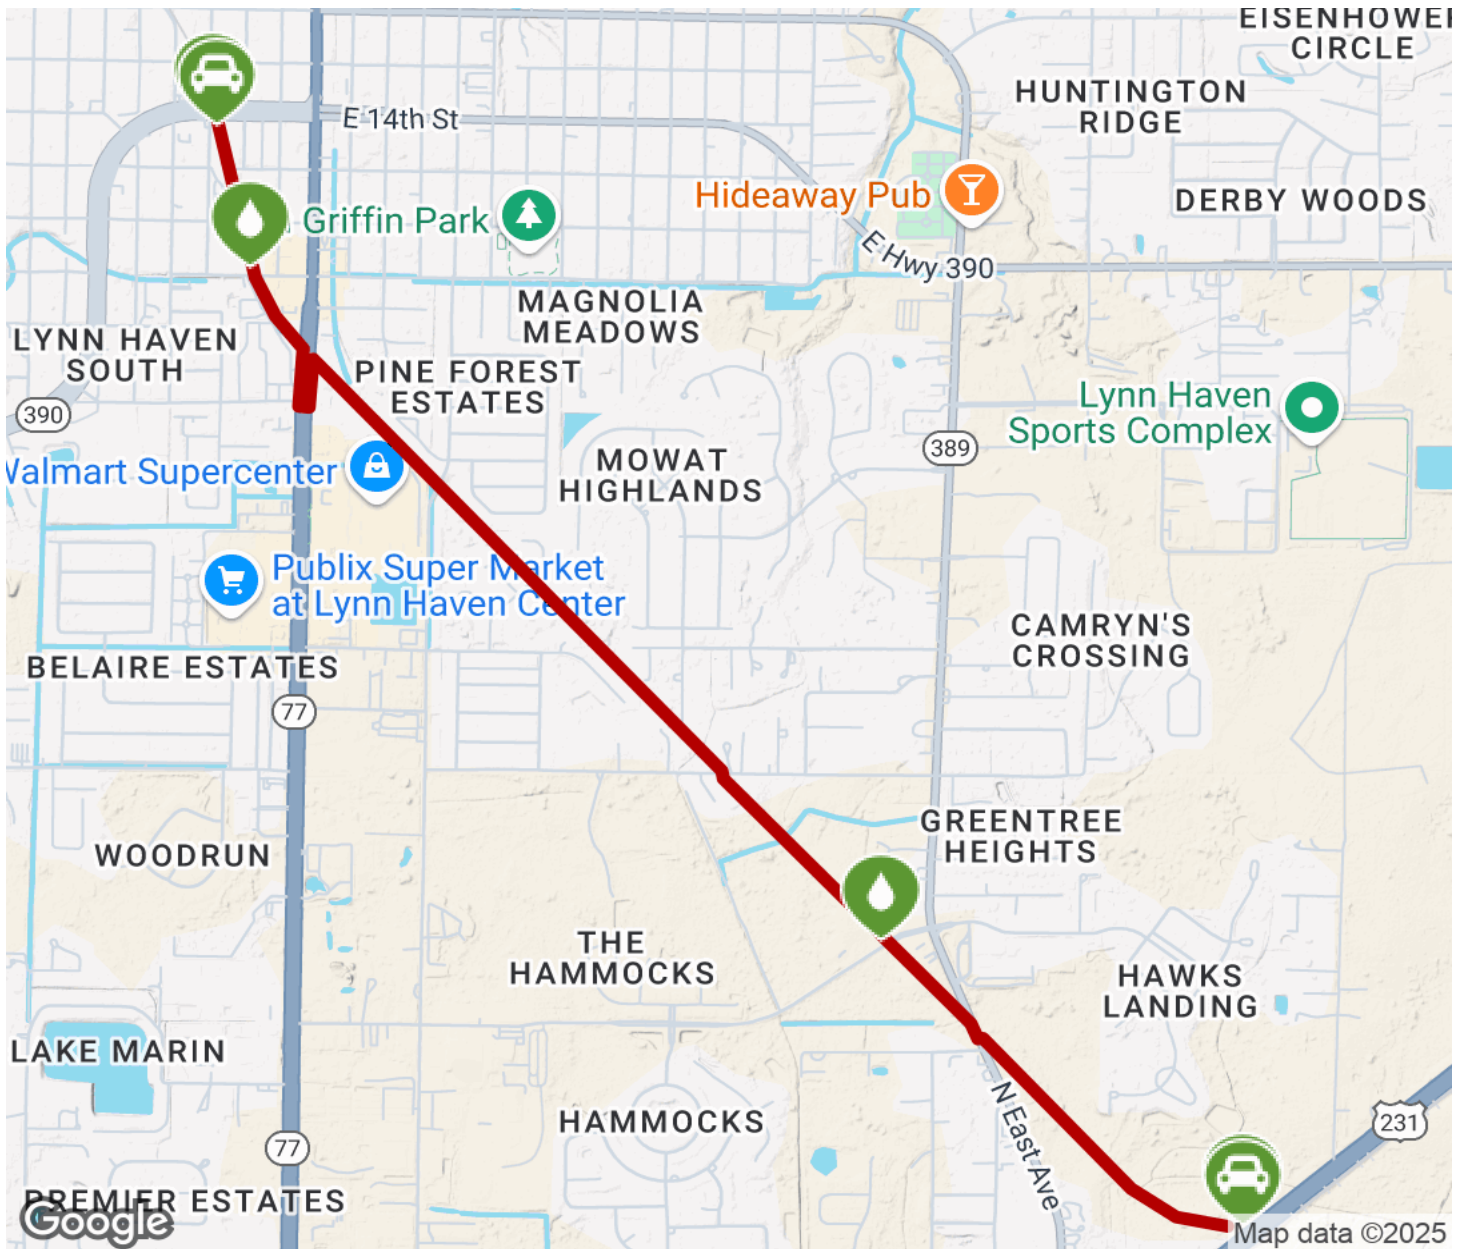 EISENHOWER
CIRCLE
HUNTINGTON
RIDGE
E 14th St
DERBY WOODS
Hideaway Pub
Griffin Park
E Hwy 390
MAGNOLIA
MEADOWS
LYNN HAVEN
SOUTH
PINE FOREST
ESTATES
390
Lynn Haven
Sports Complex
389
Walmart Supercenter
MOWAT
HIGHLANDS
Publix Super Market
at Lynn Haven Center
CAMRYN'S
CROSSING
BELAIRE ESTATES
77
GREENTREE
HEIGHTS
WOODRUN
THE
HAMMOCKS
HAWKS
LANDING
LAKE MARIN
N East Ave
HAMMOCKS
231
77
PREMIER ESTATES
Google
Map data ©2025